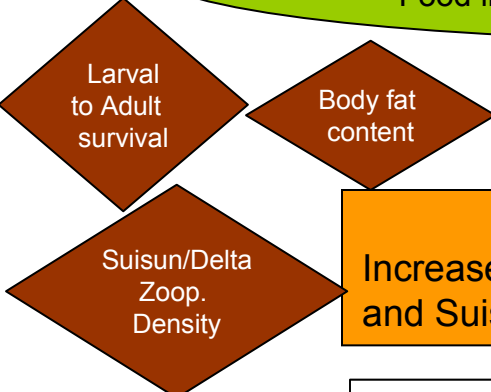 Food
Larval
to Adult
survival
Body fat
content
Suisun/Delta
Zoop.
Density
Increase
and Suis